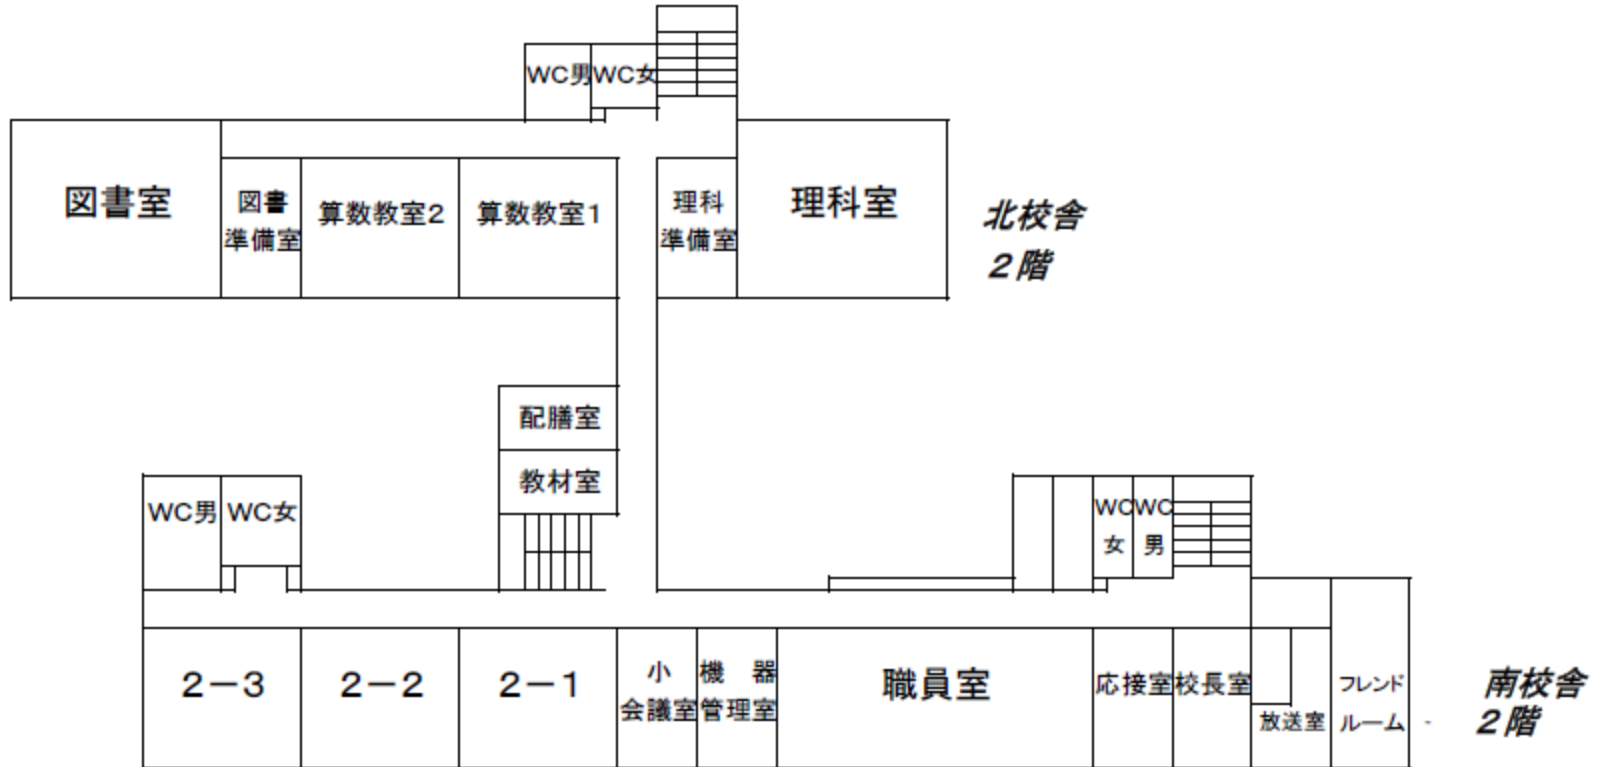 WC男 WC女
図書室
図書
準備室
算数教室2
算数教室1
理科
準備室
理科室
北校舎
2階
配膳室
教材室
WC男 WC女
WC
女
WC
男
2－3
2－2
2－1
小
会議室
機 器
管理室
職員室
応接室
校長室
放送室
フレンド
ルーム
南校舎
2階